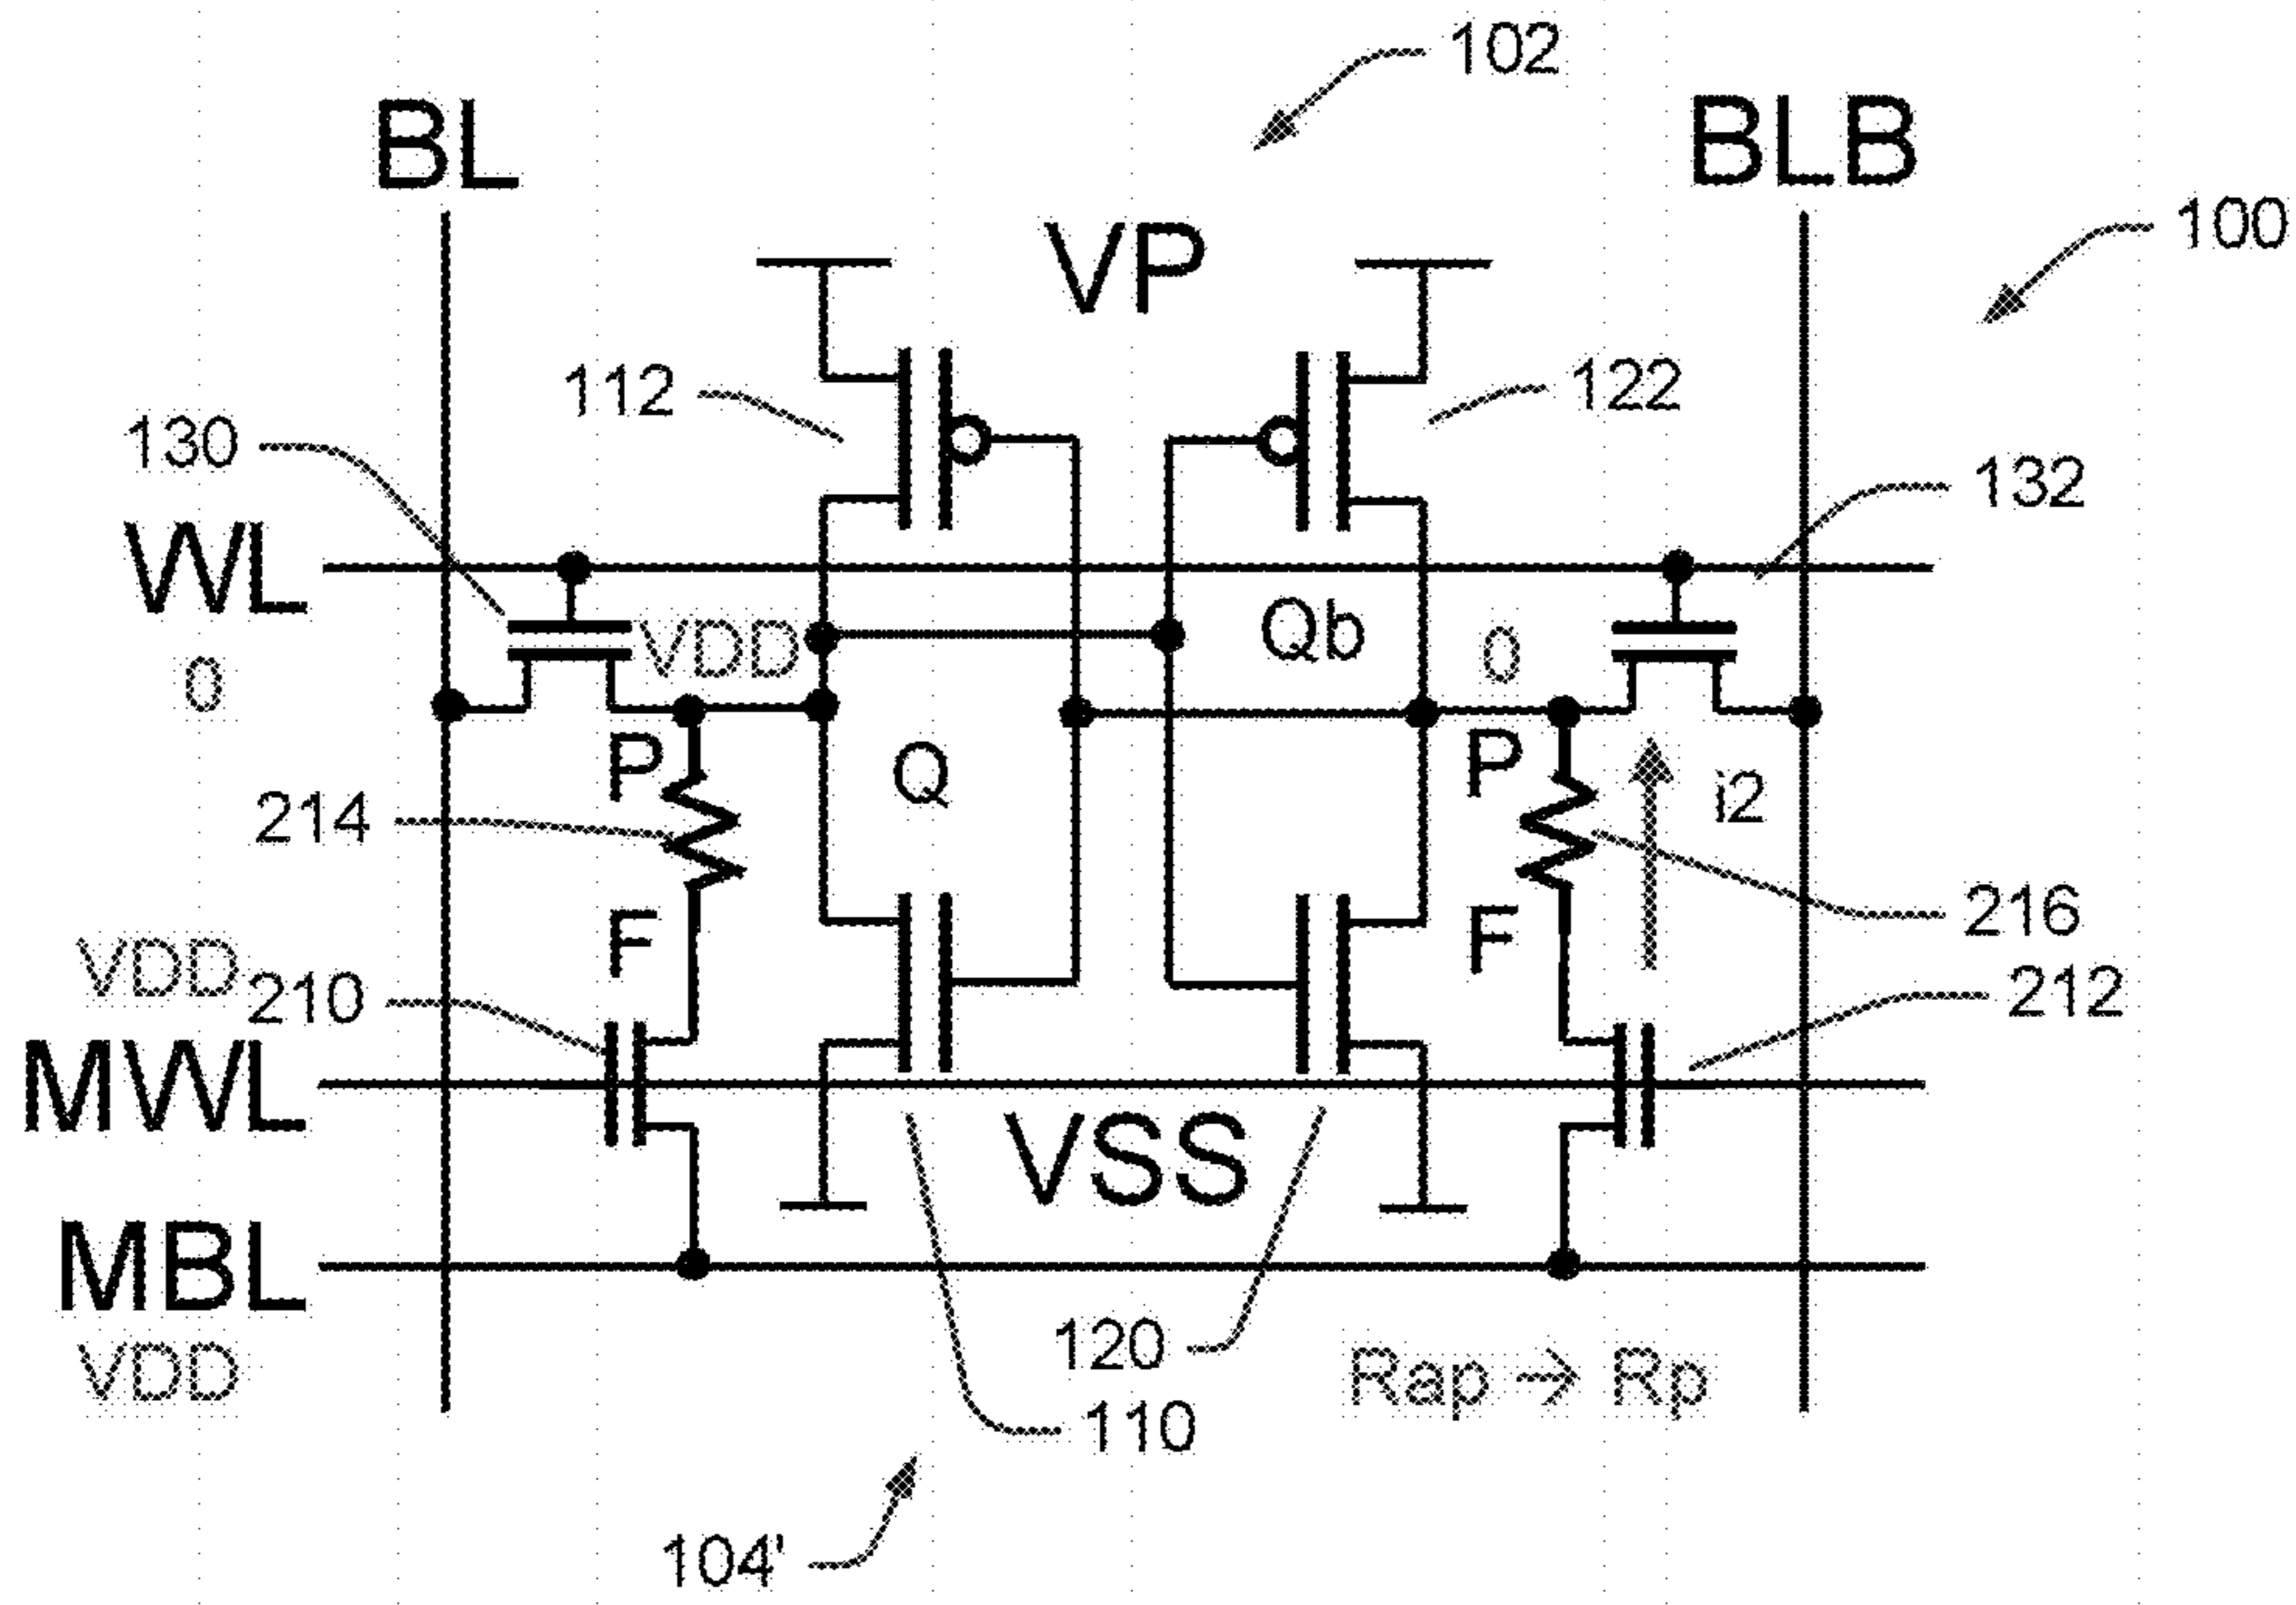 102
BL
BLB
100
VP
112
122
130
132
WL
0
VDD
Qb
0
P
Q
P
i2
214
216
F
F
VDD
210
212
MWL
VSS
MBL
VDD
120
Rap → Rp
110
104'